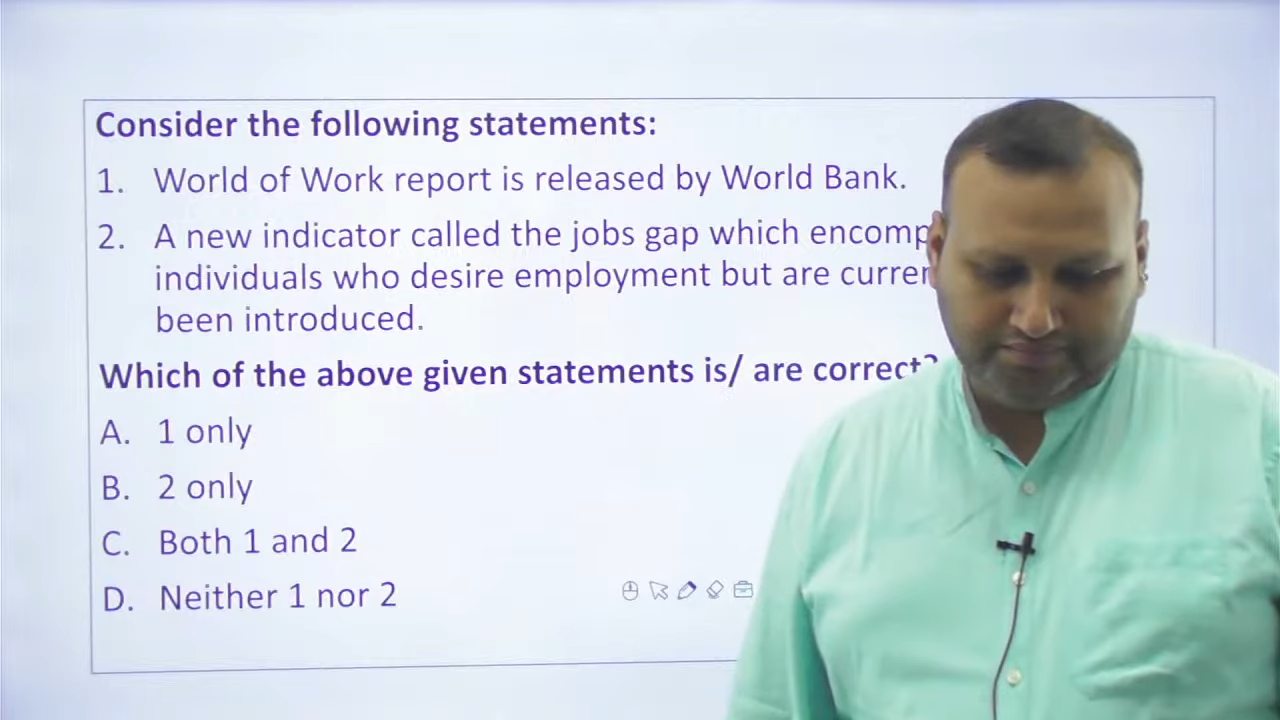 Consider the following statements:
1. World of Work report is released by World Bank.
2. A new indicator called the jobs gap which
individuals who desire employment but are
been introduced.
Which of the above given statements is/ are correct?
A. 1 only
B. 2 only
C. Both 1 and 2
D. Neither 1 nor 2